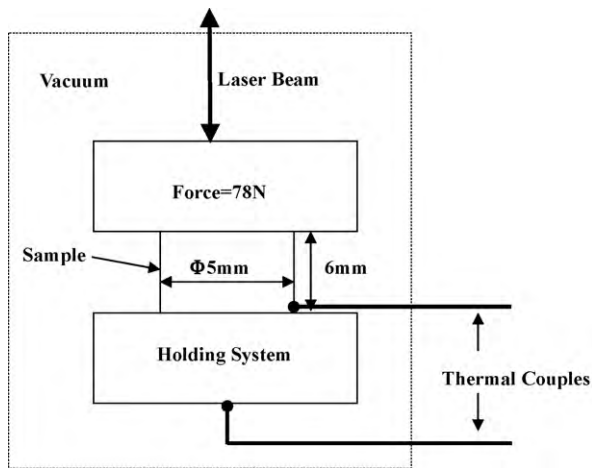 Vacuum
Laser Beam
Force=78N
Sample
Φ5mm
6mm
Holding System
Thermal Couples